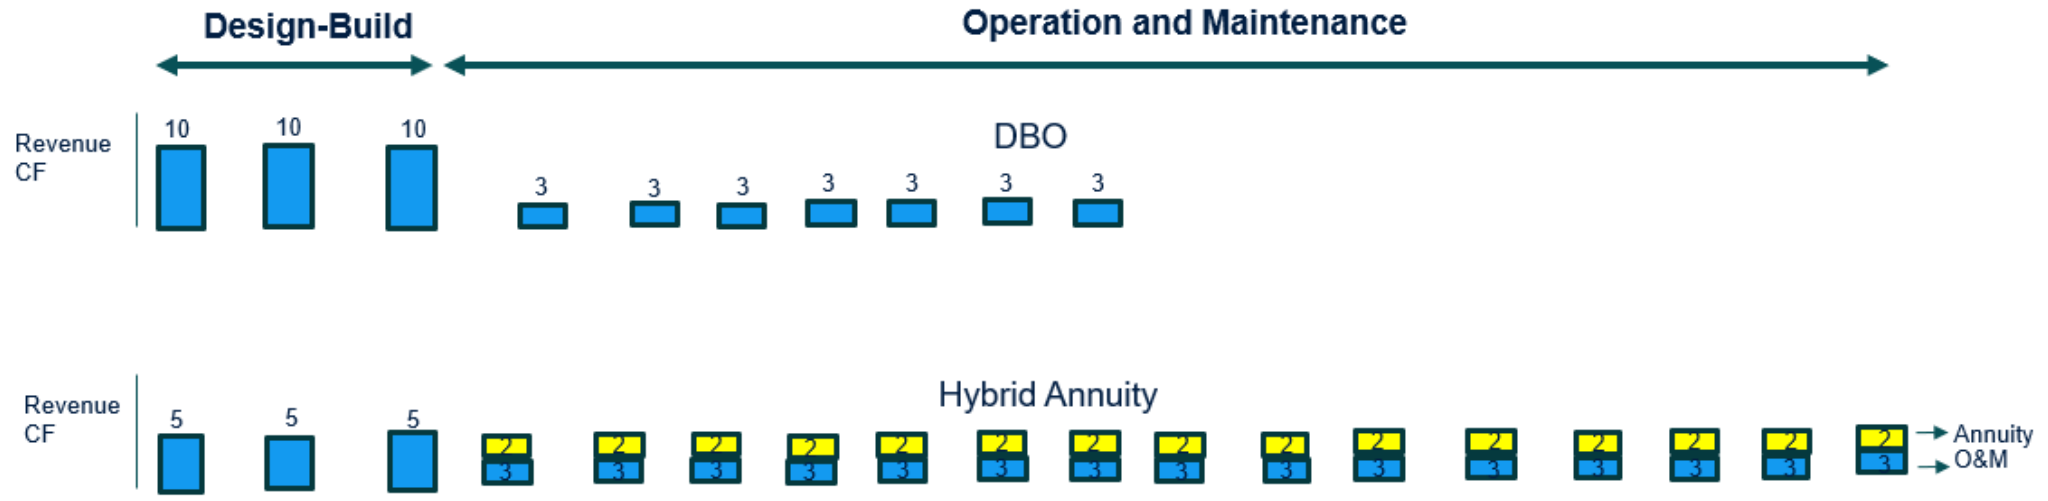 Design-Build
Operation and Maintenance
Revenue
CF
10 10 10
DBO
3 3 3 3 3 3 3
Revenue
CF
5 5 5
Hybrid Annuity
2 2 2 2 2 2 2 2 2 2 2 2 2 2 2
Annuity
3 3 3 3 3 3 3 3 3 3 3 3 3 3 3
O&M